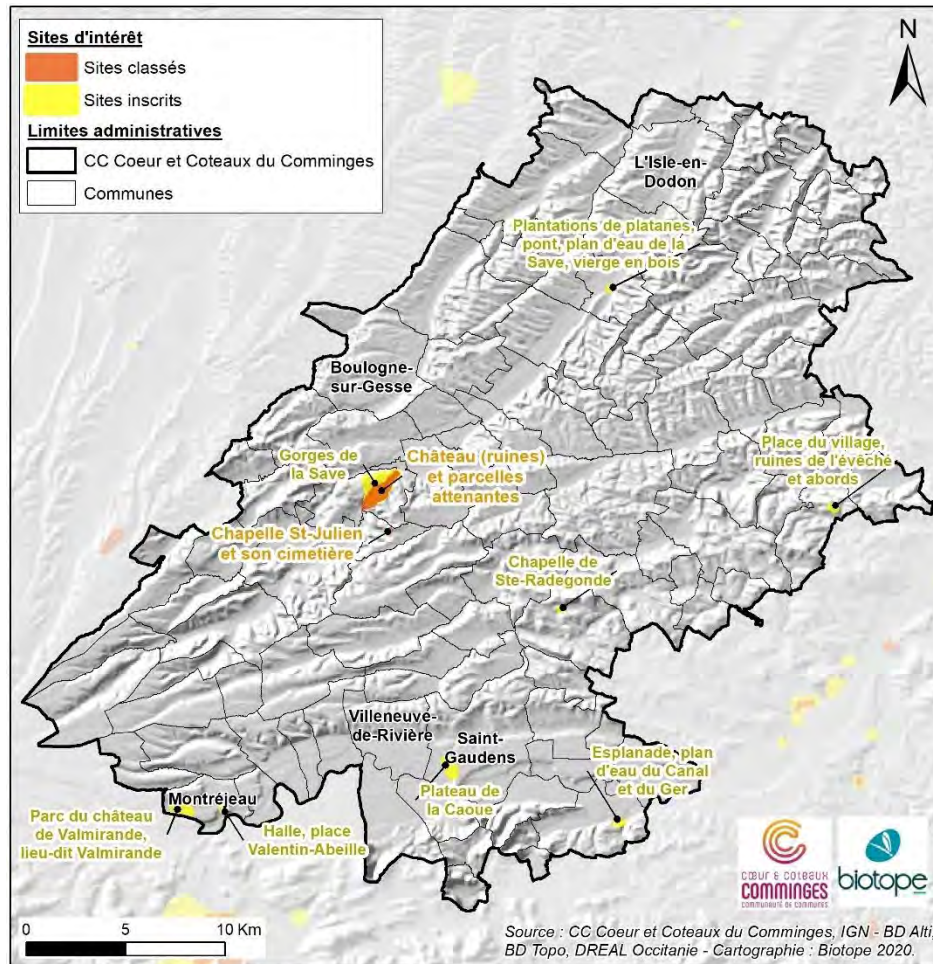 Sites d'intérêt
Sites classés
Sites inscrits
Limites administratives
CC Coeur et Coteaux du Comminges
Communes
N
L'Isle-en-
Dodon
Plantations de platanes,
pont, plan d'eau de la
Save, vierge en bois
Boulogne-
sur-Gesse
Gorges de
la Save
Château (ruines)
et parcelles
attenantes
Place du village,
ruines de l'évêché
et abords
Chapelle St-Julien
et son cimetière
Chapelle de
Ste-Radegonde
Villeneuve-
de-Rivière
Saint-
Gaudens
Plateau de
la Caoue
Esplanade, plan
d'eau du Canal
et du Ger
Montréjeau
Parc du château
de Valmirande,
lieu-dit Valmirande
Halle, place
Valentin-Abeille
CŒUR & COTEAUX
COMMINGES
COMMUNAUTÉ DE COMMUNES
biotope
0 5 10 Km
Source : CC Coeur et Coteaux du Comminges, IGN - BD Alti,
BD Topo, DREAL Occitanie - Cartographie : Biotope 2020.